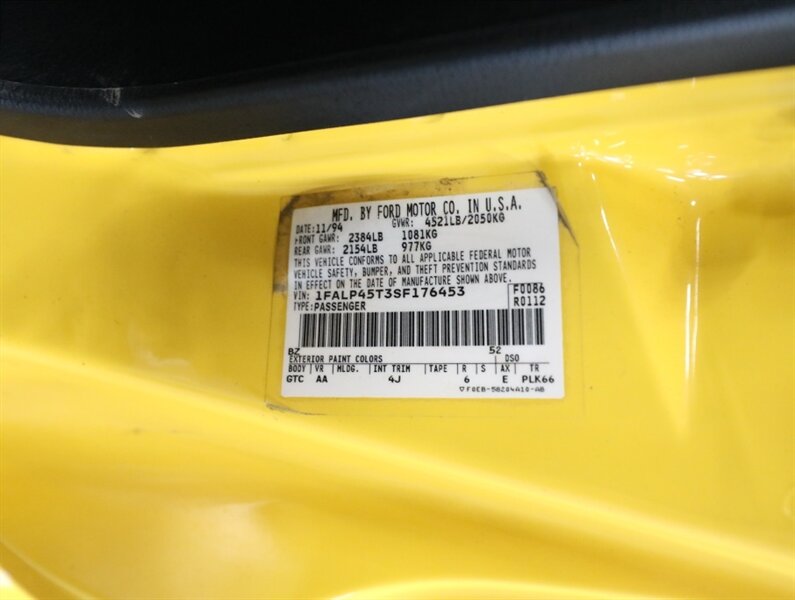 MFD. BY FORD MOTOR CO. IN U.S.A.
DATE: 11/94 GVWR: 4521LB/2050KG
FRONT GAWR: 2384LB 1081KG
REAR GAWR: 2154LB 977KG
THIS VEHICLE CONFORMS TO ALL APPLICABLE FEDERAL MOTOR
VEHICLE SAFETY, BUMPER, AND THEFT PREVENTION STANDARDS
IN EFFECT ON THE DATE OF MANUFACTURE SHOWN ABOVE.
VIN: 1FALP45T3SF176453 F0086
TYPE: PASSENGER R0112
BZ 52
EXTERIOR PAINT COLORS DSO
BODY VR MLDG. INT TRIM TAPE R S AX TR
GTC AA 4J 6 E PLK66
▽F0EB-58204A10-AB